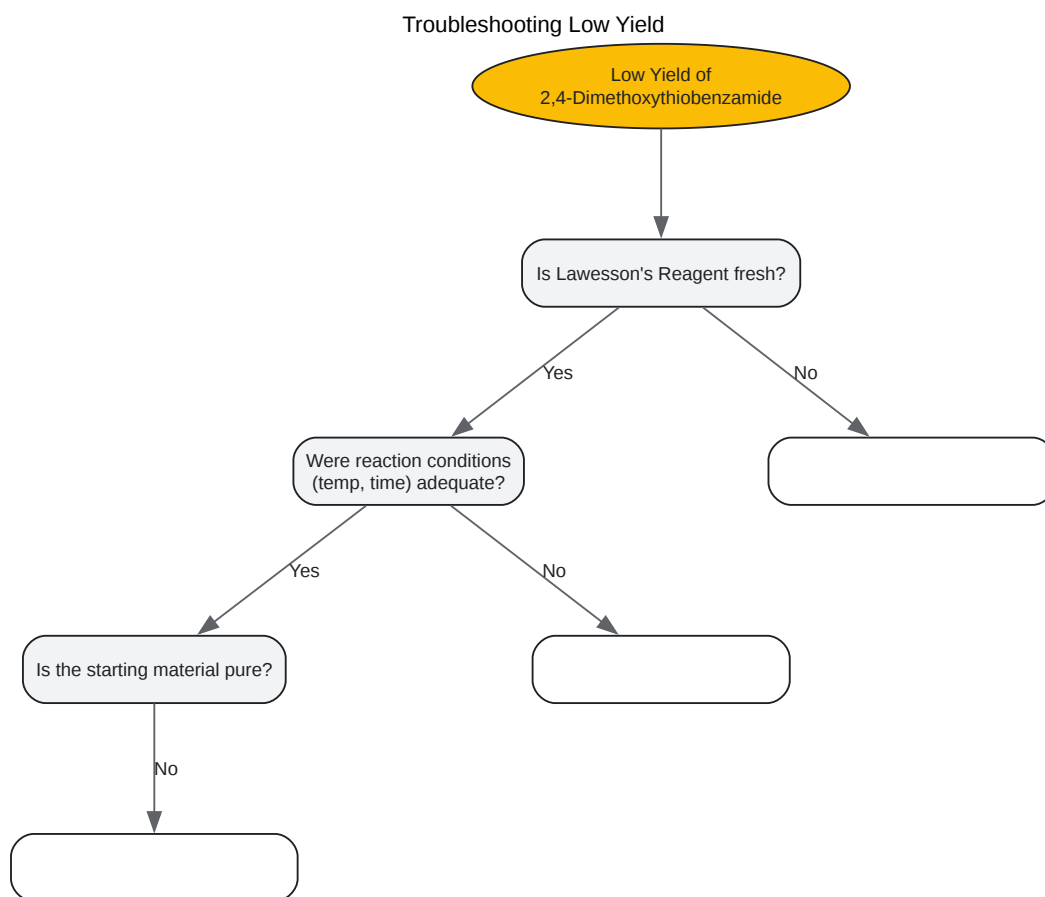 Troubleshooting Low Yield
Low Yield of
2,4-Dimethoxythiobenzamide
Is Lawesson's Reagent fresh?
Yes
No
Were reaction conditions
(temp, time) adequate?
Yes
No
Is the starting material pure?
No